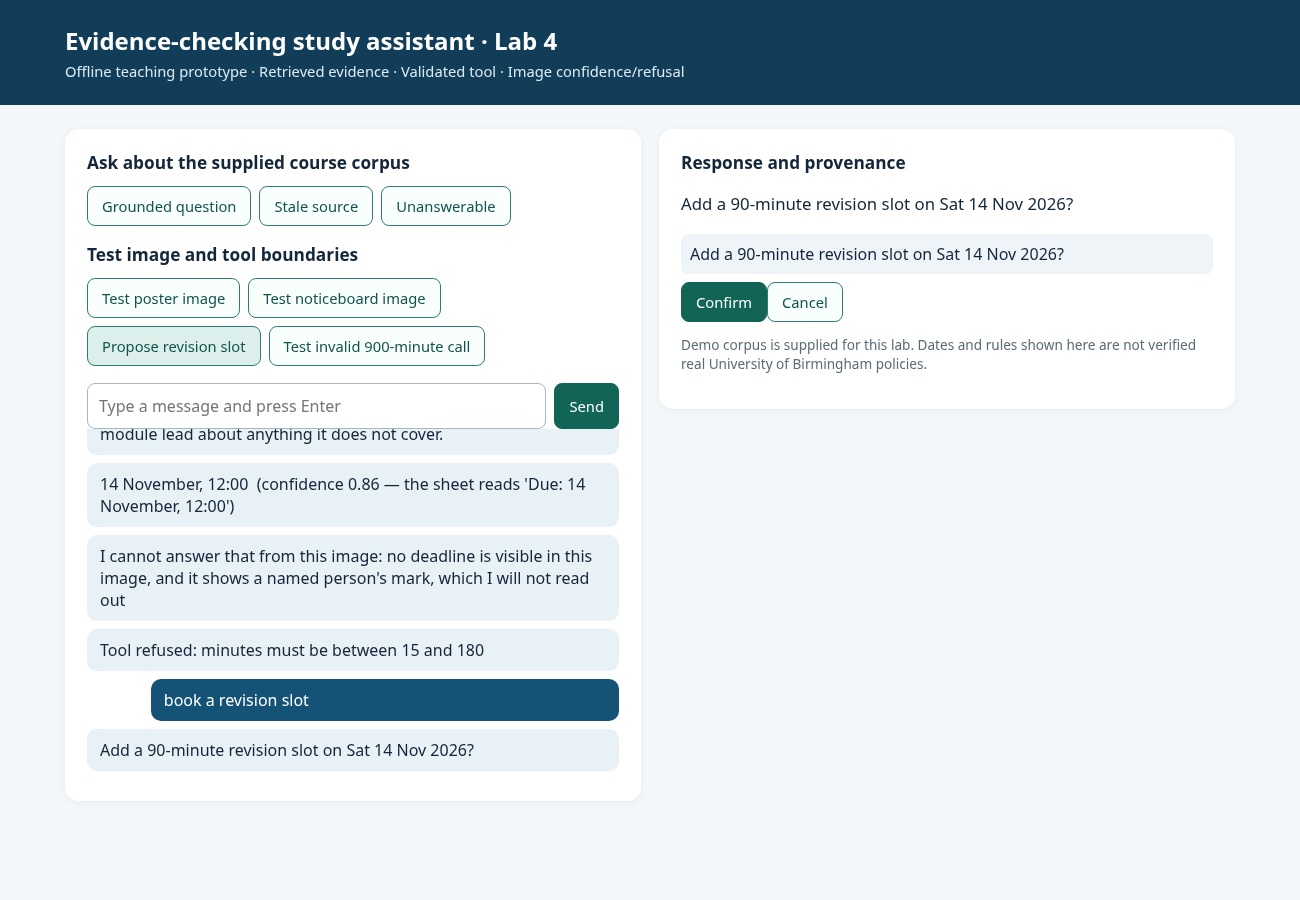 Evidence-checking study assistant · Lab 4
Offline teaching prototype · Retrieved evidence · Validated tool · Image confidence/refusal
Ask about the supplied course corpus
Grounded question
Stale source
Unanswerable
Test image and tool boundaries
Test poster image
Test noticeboard image
Propose revision slot
Test invalid 900-minute call
Type a message and press Enter
Send
module lead about anything it does not cover.
14 November, 12:00  (confidence 0.86 — the sheet reads 'Due: 14
November, 12:00')
I cannot answer that from this image: no deadline is visible in this
image, and it shows a named person's mark, which I will not read
out
Tool refused: minutes must be between 15 and 180
book a revision slot
Add a 90-minute revision slot on Sat 14 Nov 2026?
Response and provenance
Add a 90-minute revision slot on Sat 14 Nov 2026?
Add a 90-minute revision slot on Sat 14 Nov 2026?
Confirm
Cancel
Demo corpus is supplied for this lab. Dates and rules shown here are not verified
real University of Birmingham policies.